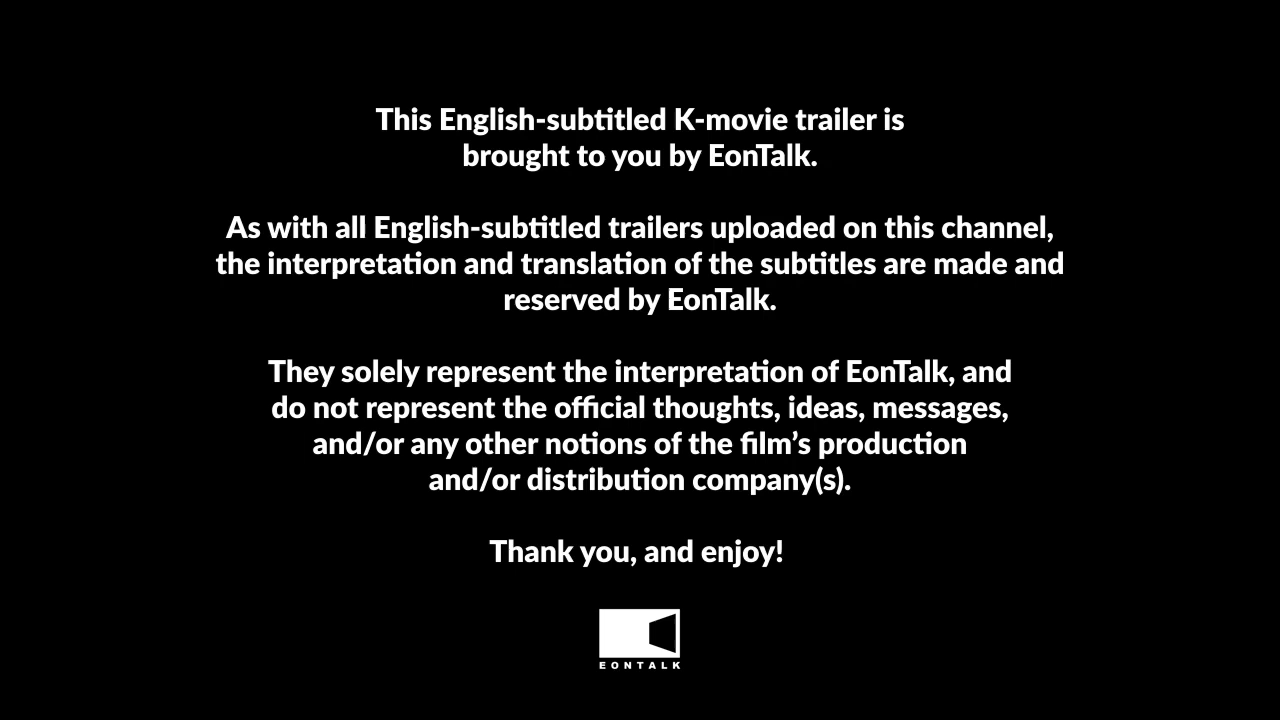 This English-subtitled K-movie trailer is
brought to you by EonTalk.
As with all English-subtitled trailers uploaded on this channel,
the interpretation and translation of the subtitles are made and
reserved by EonTalk.
They solely represent the interpretation of EonTalk, and
do not represent the official thoughts, ideas, messages,
and/or any other notions of the film’s production
and/or distribution company(s).
Thank you, and enjoy!
EONTALK